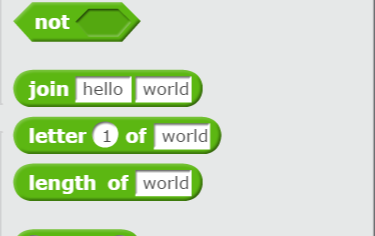 not
join hello world
letter 1 of world
length of world